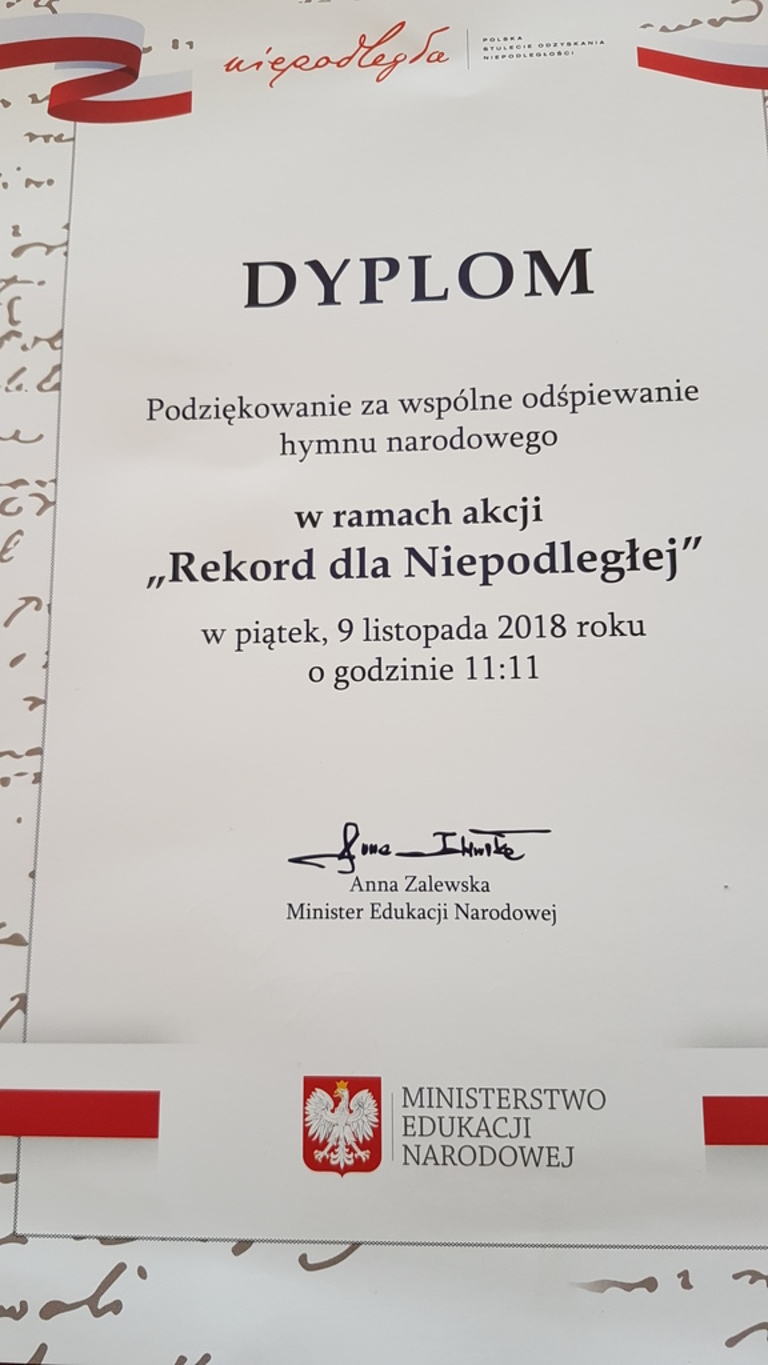 niepodległa
POLSKA
STULECIE ODZYSKANIA
NIEPODLEGŁOŚCI
DYPLOM
Podziękowanie za wspólne odśpiewanie
hymnu narodowego
w ramach akcji
„Rekord dla Niepodległej”
w piątek, 9 listopada 2018 roku
o godzinie 11:11
Anna Zalewska
Minister Edukacji Narodowej
MINISTERSTWO
EDUKACJI
NARODOWEJ